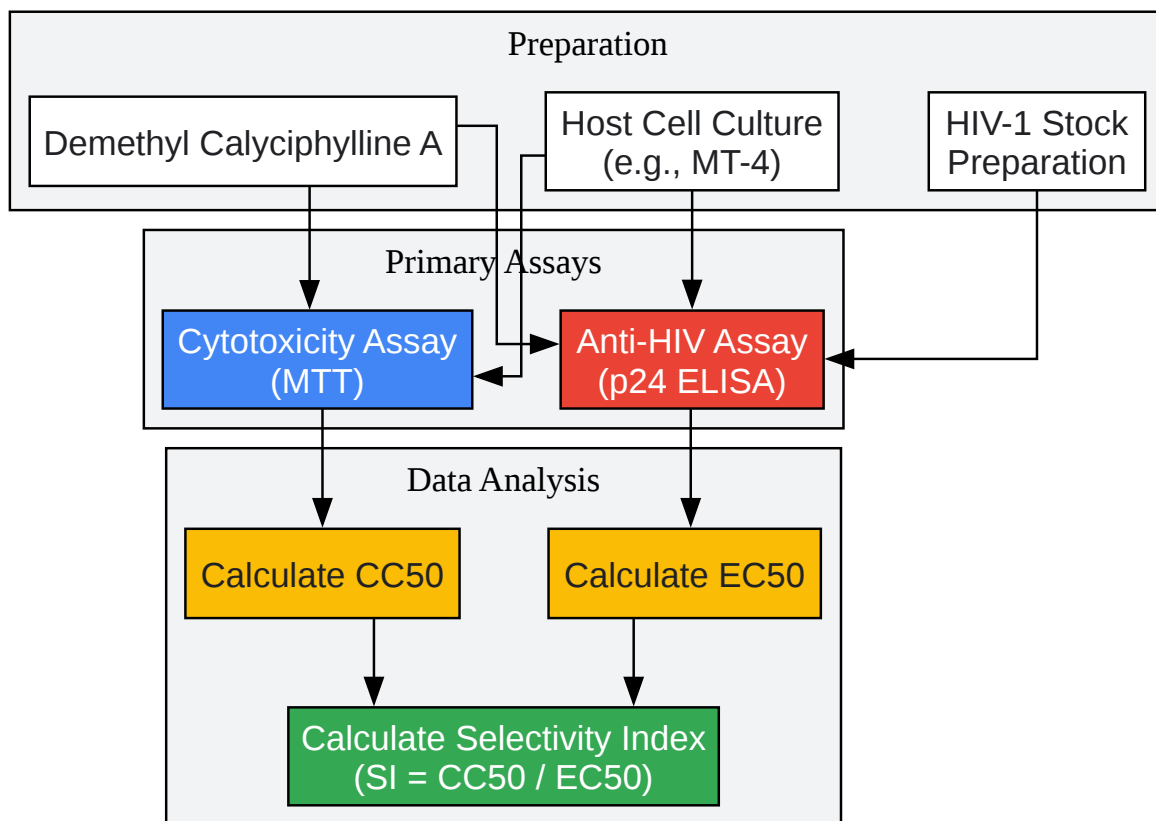 Preparation
Demethyl Calyciphylline A
Host Cell Culture
(e.g., MT-4)
HIV-1 Stock
Preparation
Primary Assays
Cytotoxicity Assay
(MTT)
Anti-HIV Assay
(p24 ELISA)
Data Analysis
Calculate CC50
Calculate EC50
Calculate Selectivity Index
(SI = CC50 / EC50)